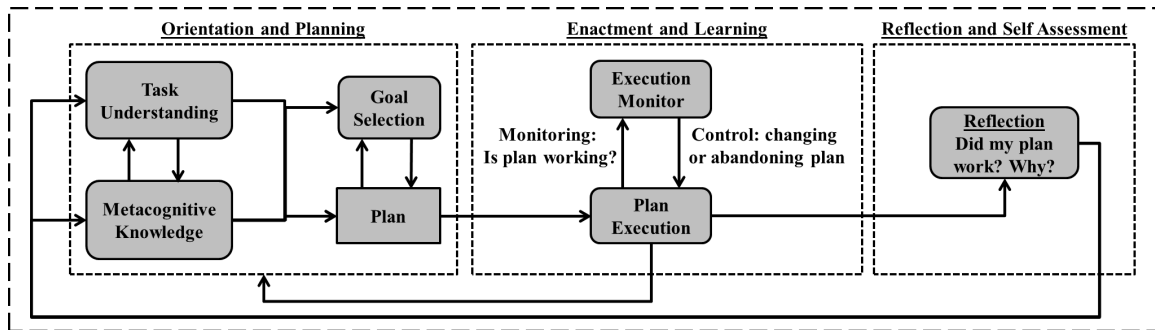 Orientation and Planning
Task
Understanding
Metacognitive
Knowledge
Goal
Selection
Plan
Enactment and Learning
Execution
Monitor
Monitoring:
Is plan working?
Control: changing
or abandoning plan
Plan
Execution
Reflection and Self Assessment
Reflection
Did my plan
work? Why?